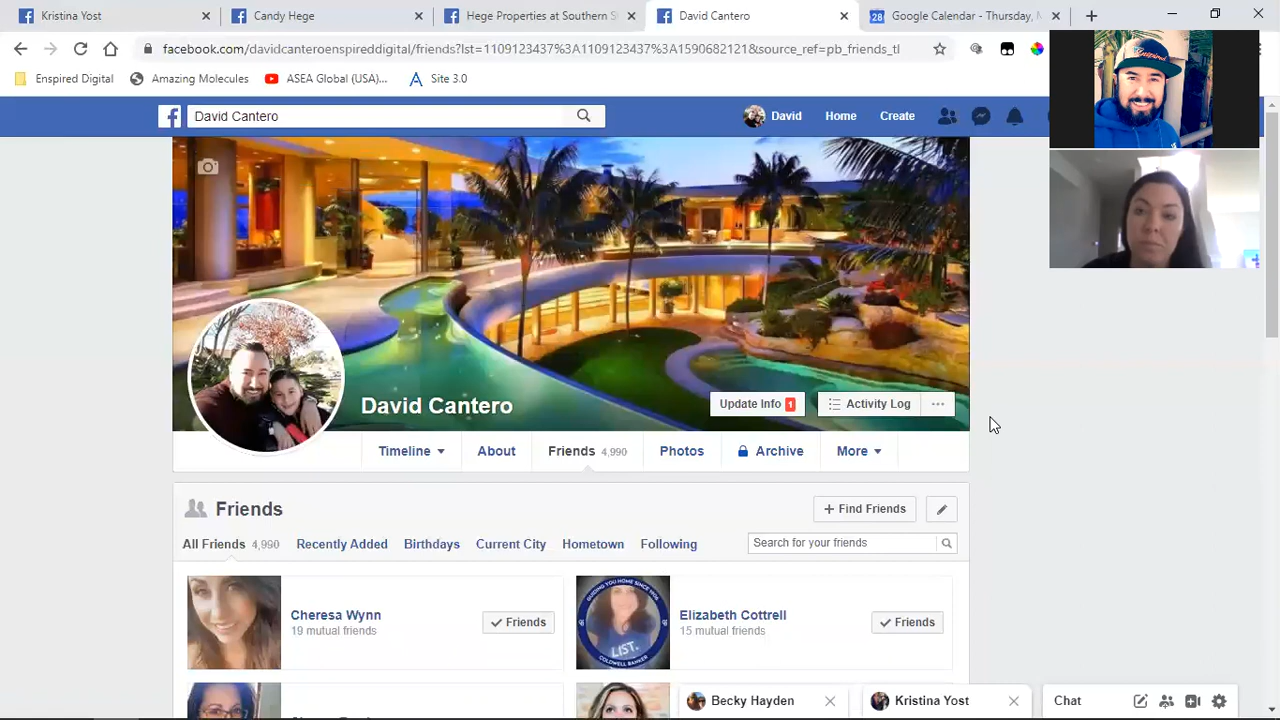 Kristina Yost
Candy Hege
Hege Properties at Southern S
David Cantero
Google Calendar - Thursday, M
facebook.com/davidcanteroenspireddigital/friends?lst=1109123437%3A1109123437%3A1590682121&source_ref=pb_friends_tl
Enspired Digital
Amazing Molecules
ASEA Global (USA)...
Site 3.0
David Cantero
David
Home
Create
David Cantero
Update Info 1
Activity Log
Timeline
About
Friends 4,990
Photos
Archive
More
Friends
+ Find Friends
All Friends 4,990
Recently Added
Birthdays
Current City
Hometown
Following
Search for your friends
Cheresa Wynn
19 mutual friends
Friends
LIST.
COLDWELL BANKER
Elizabeth Cottrell
15 mutual friends
Friends
Becky Hayden
Kristina Yost
Chat